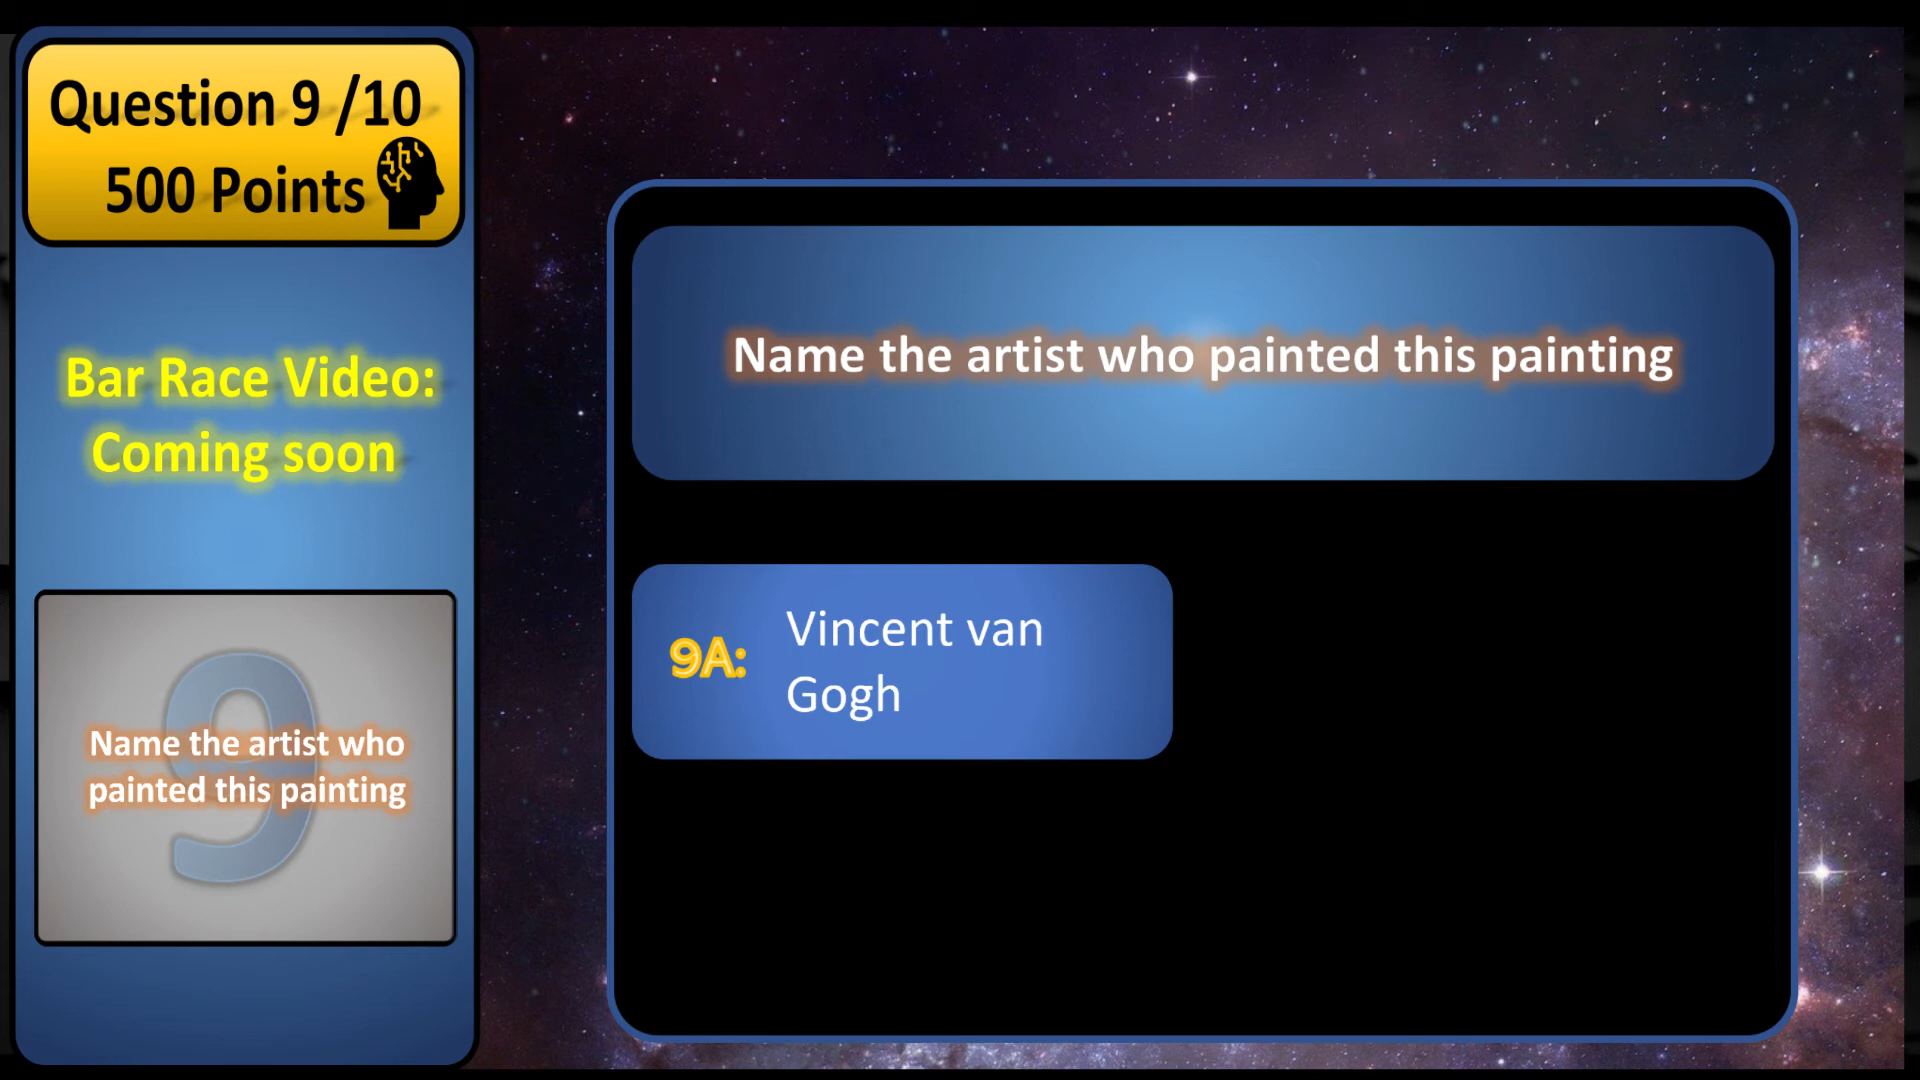 Question 9 /10
500 Points
Bar Race Video:
Coming soon
9
Name the artist who
painted this painting
Name the artist who painted this painting
9A:
Vincent van
Gogh